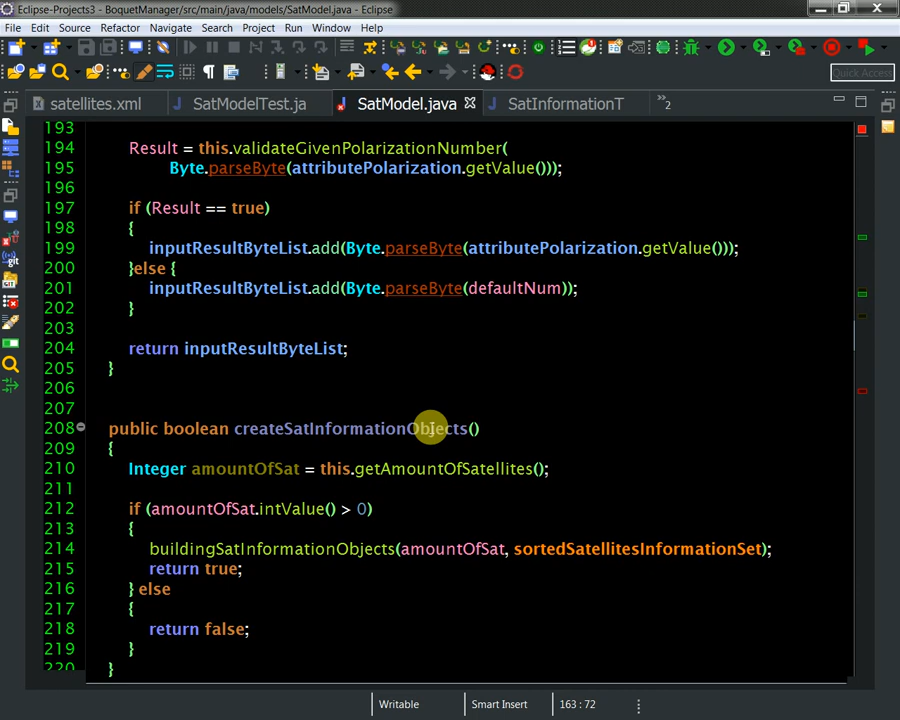 Eclipse-Projects3 - BoquetManager/src/main/java/models/SatModel.java - Eclipse
File Edit Source Refactor Navigate Search Project Run Window Help
Quick Access
satellites.xml SatModelTest.ja SatModel.java SatInformationT »2
193
194 Result = this.validateGivenPolarizationNumber(
195 Byte.parseByte(attributePolarization.getValue()));
196
197 if (Result == true)
198 {
199 inputResultByteList.add(Byte.parseByte(attributePolarization.getValue()));
200 }else {
201 inputResultByteList.add(Byte.parseByte(defaultNum));
202 }
203
204 return inputResultByteList;
205 }
206
207
208 public boolean createSatInformationObjects()
209 {
210 Integer amountOfSat = this.getAmountOfSatellites();
211
212 if (amountOfSat.intValue() > 0)
213 {
214 buildingSatInformationObjects(amountOfSat, sortedSatellitesInformationSet);
215 return true;
216 } else
217 {
218 return false;
219 }
220 }
Writable Smart Insert 163 : 72